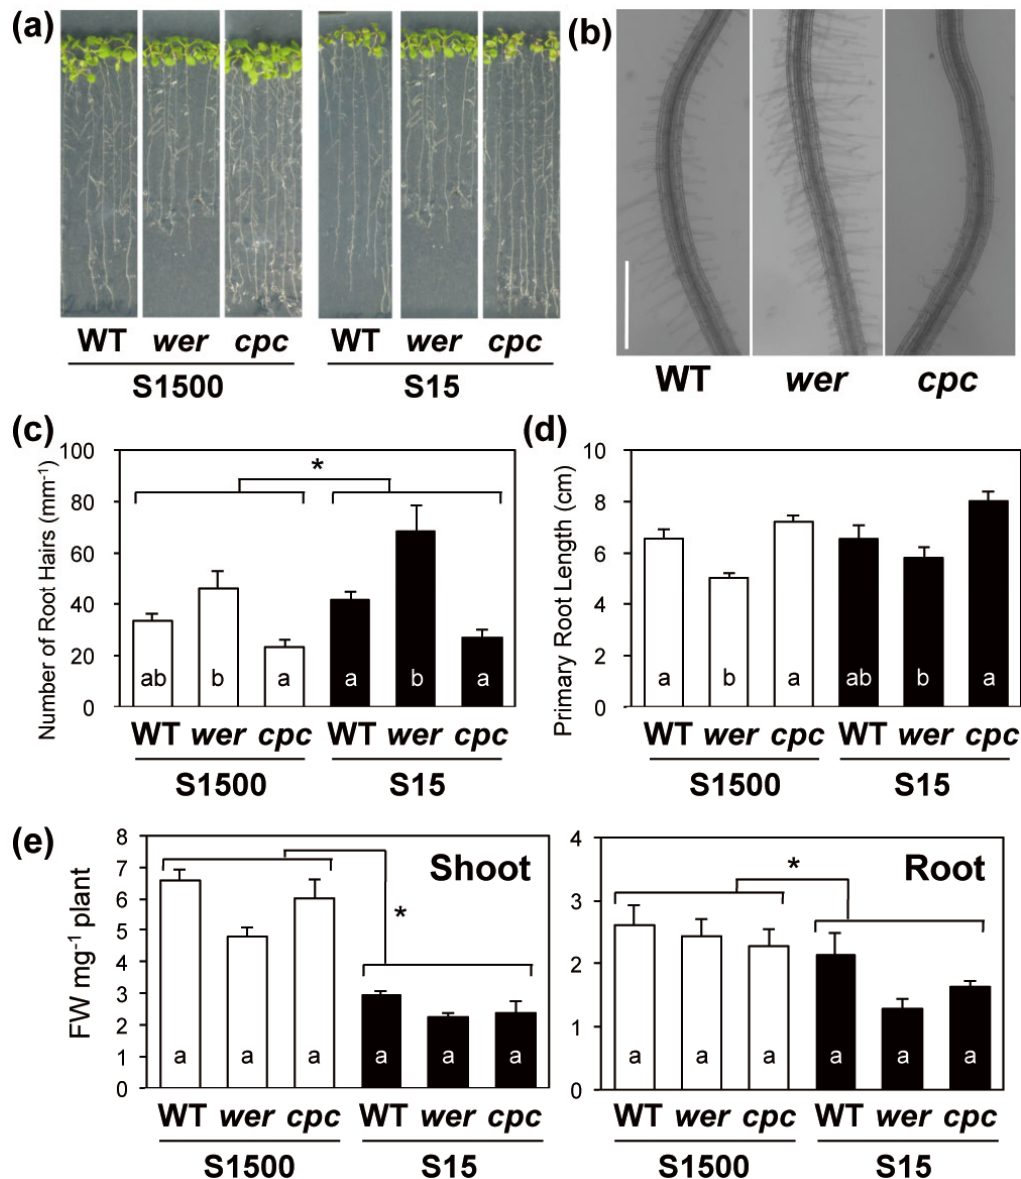 (a)
WT wer cpc WT wer cpc
S1500 S15
(b)
WT wer cpc
(c)
Number of Root Hairs (mm⁻¹)
100
80
60
40
20
0
*
ab b a a b a
WT wer cpc WT wer cpc
S1500 S15
(d)
Primary Root Length (cm)
10
8
6
4
2
0
a b a ab b a
WT wer cpc WT wer cpc
S1500 S15
(e)
FW mg⁻¹ plant
8
7
6
5
4
3
2
1
0
Shoot
*
a a a a a a
WT wer cpc WT wer cpc
S1500 S15
4
3
2
1
0
Root
*
a a a a a a
WT wer cpc WT wer cpc
S1500 S15